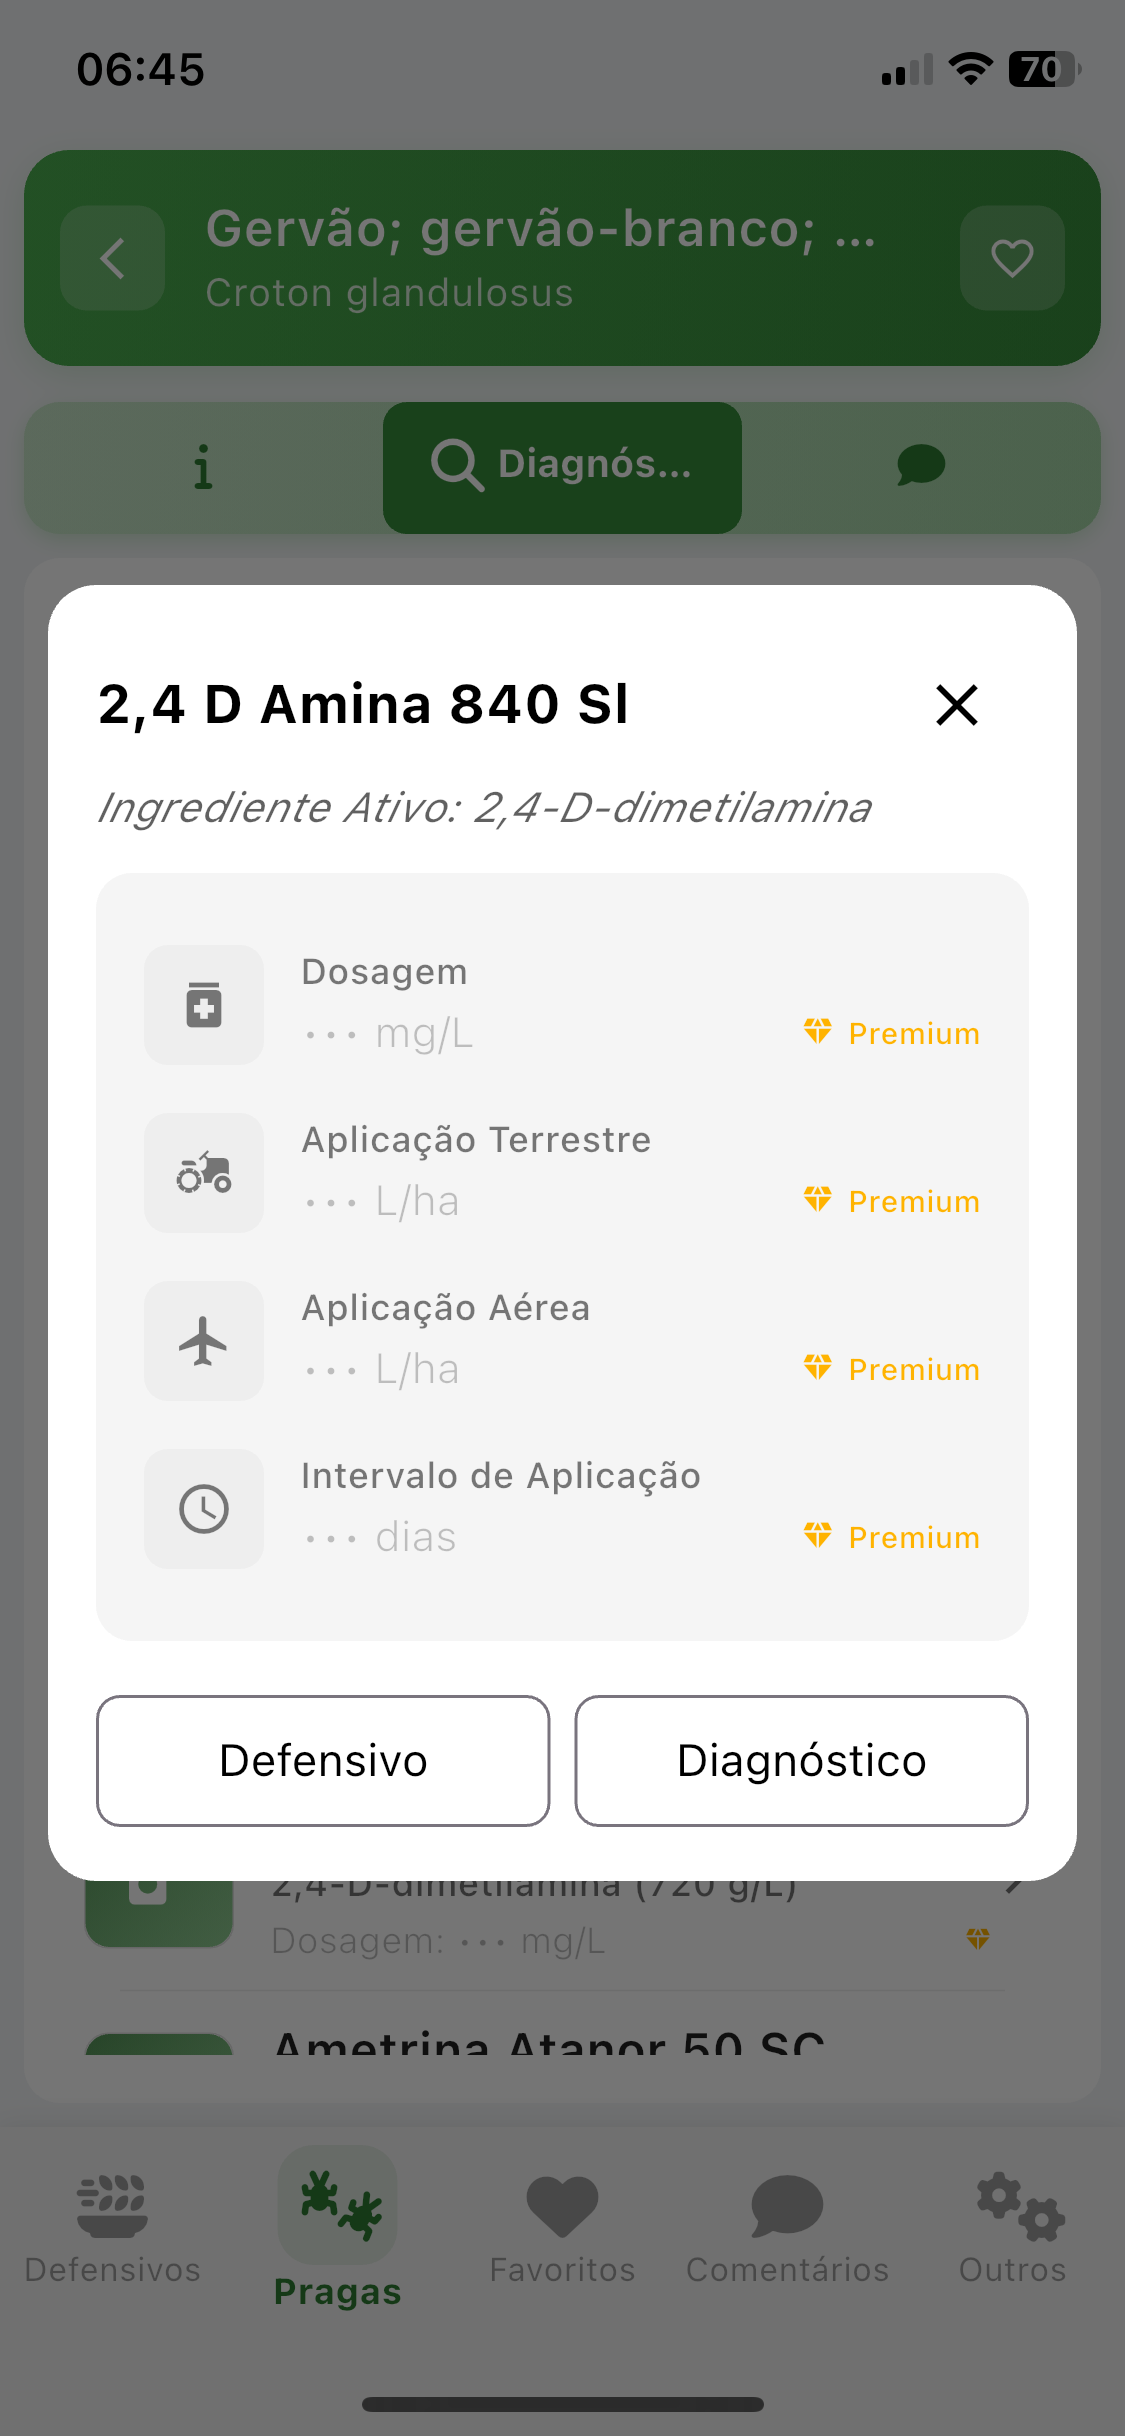 06:45
70
Gervão; gervão-branco; ...
Croton glandulosus
Diagnós...
2,4 D Amina 840 Sl
Ingrediente Ativo: 2,4-D-dimetilamina
Dosagem
••• mg/L
Premium
Aplicação Terrestre
••• L/ha
Premium
Aplicação Aérea
••• L/ha
Premium
Intervalo de Aplicação
••• dias
Premium
Defensivo
Diagnóstico
2,4-D-dimetilamina (720 g/L)
Dosagem: ••• mg/L
Ametrina Atanor 50 SC
Defensivos
Pragas
Favoritos
Comentários
Outros